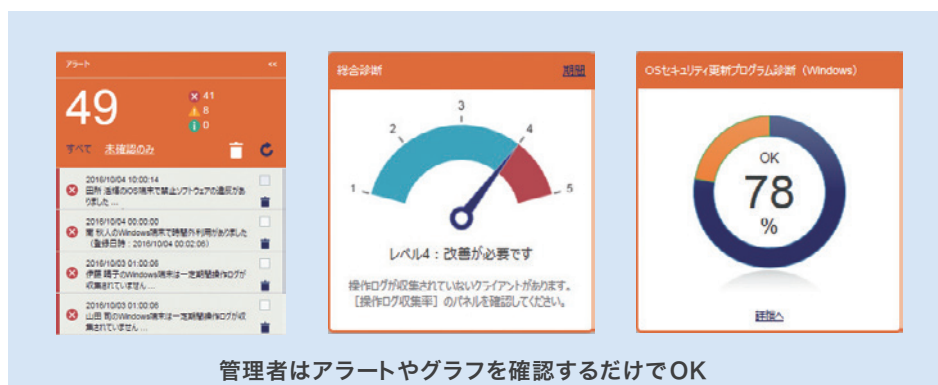 アラート <<
49
41
8
0
すべて 未確認のみ
2016/10/04 10:00:14
田所 浩様のiOS端末で禁止ソフトウェアの違反があ
りました ...
2016/10/04 00:00:00
関 秋人のWindows端末で時間外利用がありました
(登録日時：2016/10/04 00:02:06)
2016/10/03 01:00:06
伊藤 晴子のWindows端末は一定期間操作ログが
収集されていません ...
2016/10/03 01:00:06
山田 司のWindows端末は一定期間操作ログが収
集されていません ...
総合診断 期間
1
2
3
4
5
レベル4：改善が必要です
操作ログが収集されていないクライアントがあります。
［操作ログ収集率］のパネルを確認してください。
OSセキュリティ更新プログラム診断（Windows）
OK
78
%
詳細へ
管理者はアラートやグラフを確認するだけでOK